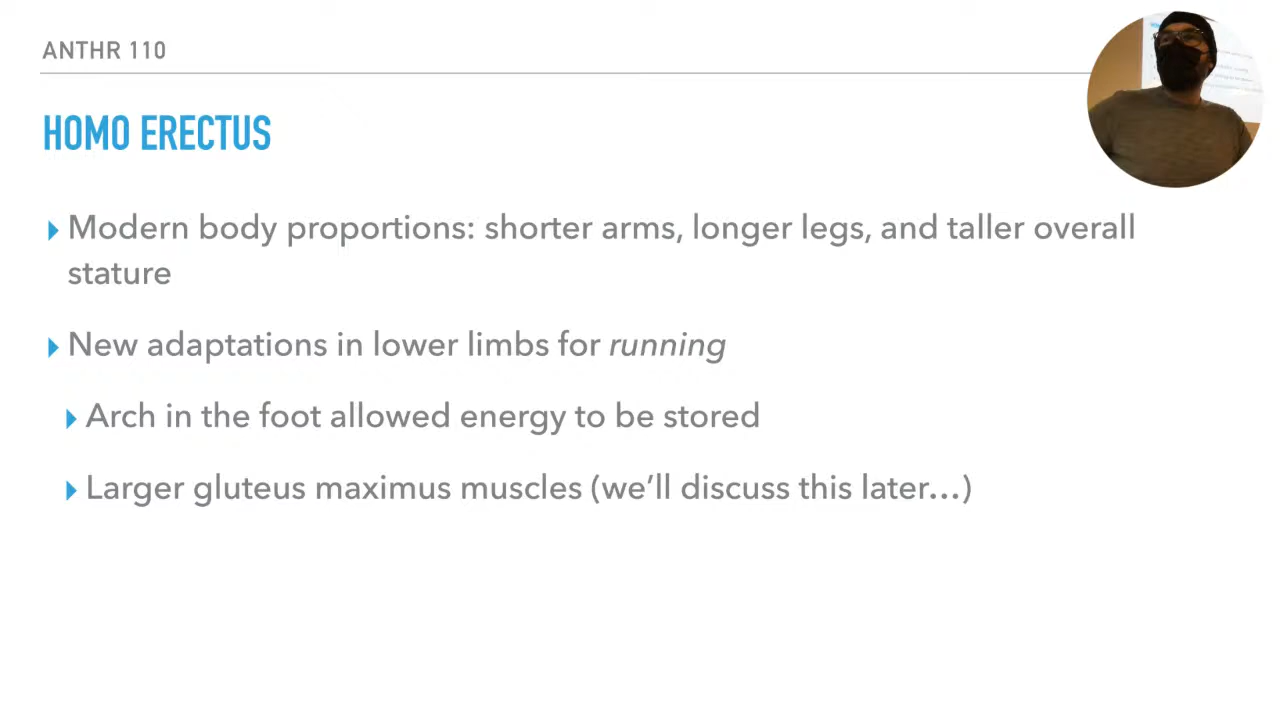 ANTHR 110
HOMO ERECTUS
▸ Modern body proportions: shorter arms, longer legs, and taller overall
stature
▸ New adaptations in lower limbs for running
▸ Arch in the foot allowed energy to be stored
▸ Larger gluteus maximus muscles (we’ll discuss this later…)